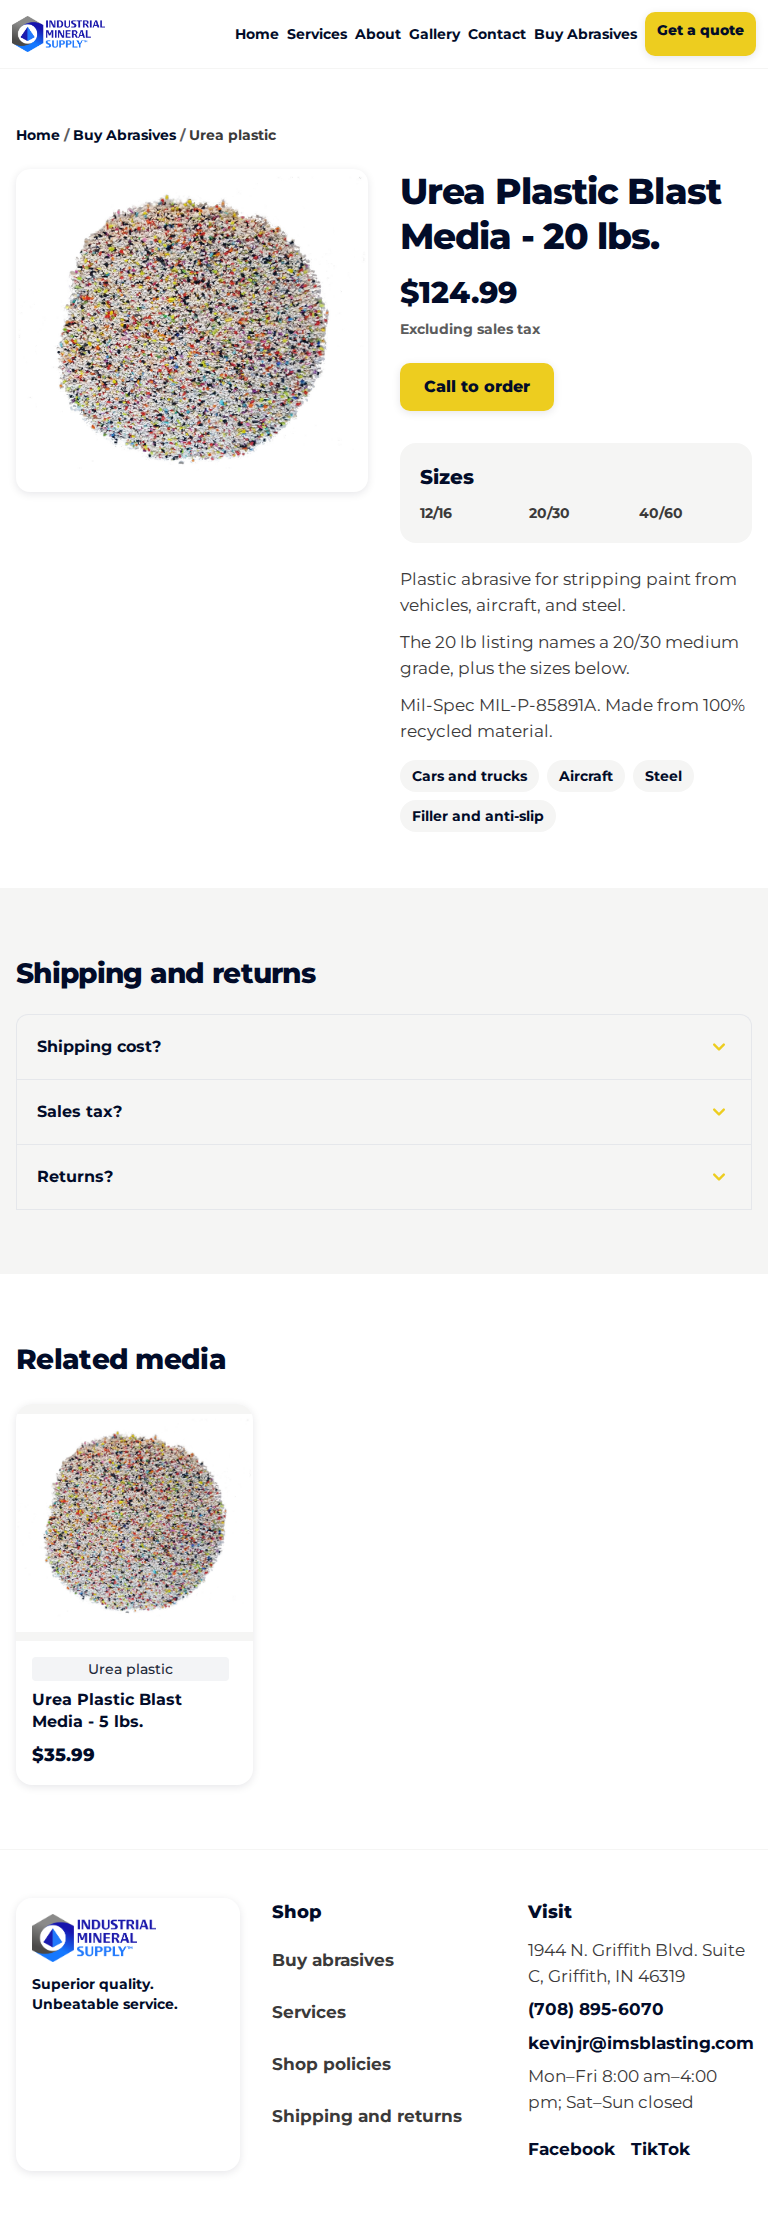 INDUSTRIAL
MINERAL
SUPPLY™
Home Services About Gallery Contact Buy Abrasives Get a quote
Home / Buy Abrasives / Urea plastic
Urea Plastic Blast
Media - 20 lbs.
$124.99
Excluding sales tax
Call to order
Sizes
12/16 20/30 40/60
Plastic abrasive for stripping paint from
vehicles, aircraft, and steel.
The 20 lb listing names a 20/30 medium
grade, plus the sizes below.
Mil-Spec MIL-P-85891A. Made from 100%
recycled material.
Cars and trucks Aircraft Steel
Filler and anti-slip
Shipping and returns
Shipping cost?
Sales tax?
Returns?
Related media
Urea plastic
Urea Plastic Blast
Media - 5 lbs.
$35.99
INDUSTRIAL
MINERAL
SUPPLY™
Superior quality.
Unbeatable service.
Shop
Buy abrasives
Services
Shop policies
Shipping and returns
Visit
1944 N. Griffith Blvd. Suite
C, Griffith, IN 46319
(708) 895-6070
kevinjr@imsblasting.com
Mon–Fri 8:00 am–4:00
pm; Sat–Sun closed
Facebook TikTok